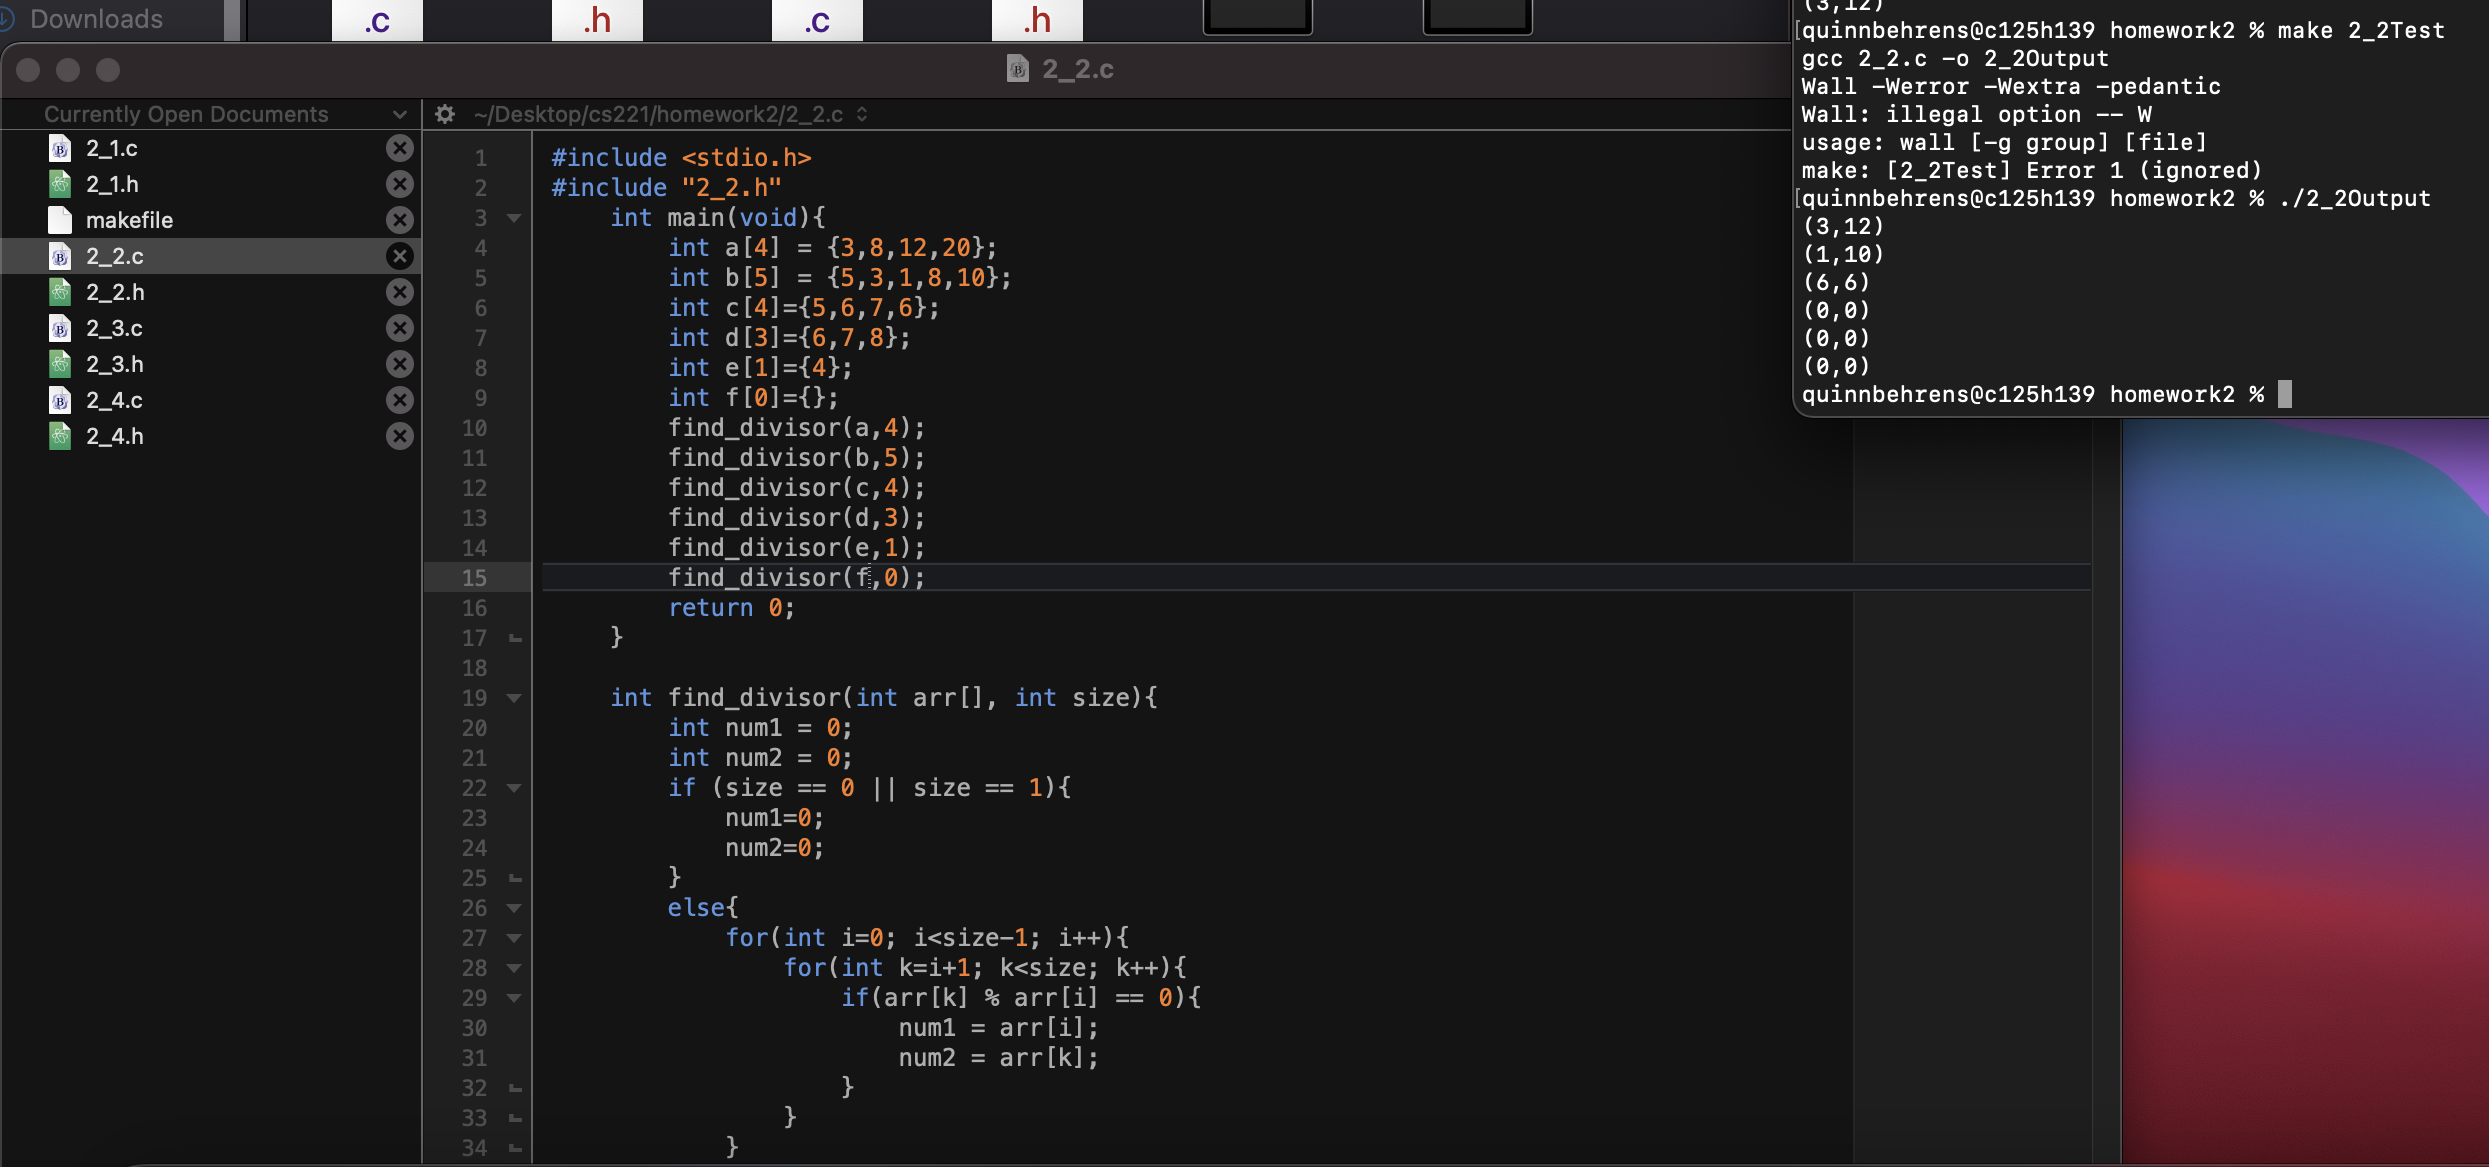 Downloads
.c
.h
.c
.h
2_2.c
Currently Open Documents
~/Desktop/cs221/homework2/2_2.c
2_1.c
2_1.h
makefile
2_2.c
2_2.h
2_3.c
2_3.h
2_4.c
2_4.h
1 #include <stdio.h>
2 #include "2_2.h"
3 int main(void){
4 int a[4] = {3,8,12,20};
5 int b[5] = {5,3,1,8,10};
6 int c[4]={5,6,7,6};
7 int d[3]={6,7,8};
8 int e[1]={4};
9 int f[0]={};
10 find_divisor(a,4);
11 find_divisor(b,5);
12 find_divisor(c,4);
13 find_divisor(d,3);
14 find_divisor(e,1);
15 find_divisor(f,0);
16 return 0;
17 }
18
19 int find_divisor(int arr[], int size){
20 int num1 = 0;
21 int num2 = 0;
22 if (size == 0 || size == 1){
23 num1=0;
24 num2=0;
25 }
26 else{
27 for(int i=0; i<size-1; i++){
28 for(int k=i+1; k<size; k++){
29 if(arr[k] % arr[i] == 0){
30 num1 = arr[i];
31 num2 = arr[k];
32 }
33 }
34 }
(3,12)
quinnbehrens@c125h139 homework2 % make 2_2Test
gcc 2_2.c -o 2_2Output
Wall -Werror -Wextra -pedantic
Wall: illegal option -- W
usage: wall [-g group] [file]
make: [2_2Test] Error 1 (ignored)
quinnbehrens@c125h139 homework2 % ./2_2Output
(3,12)
(1,10)
(6,6)
(0,0)
(0,0)
(0,0)
quinnbehrens@c125h139 homework2 %